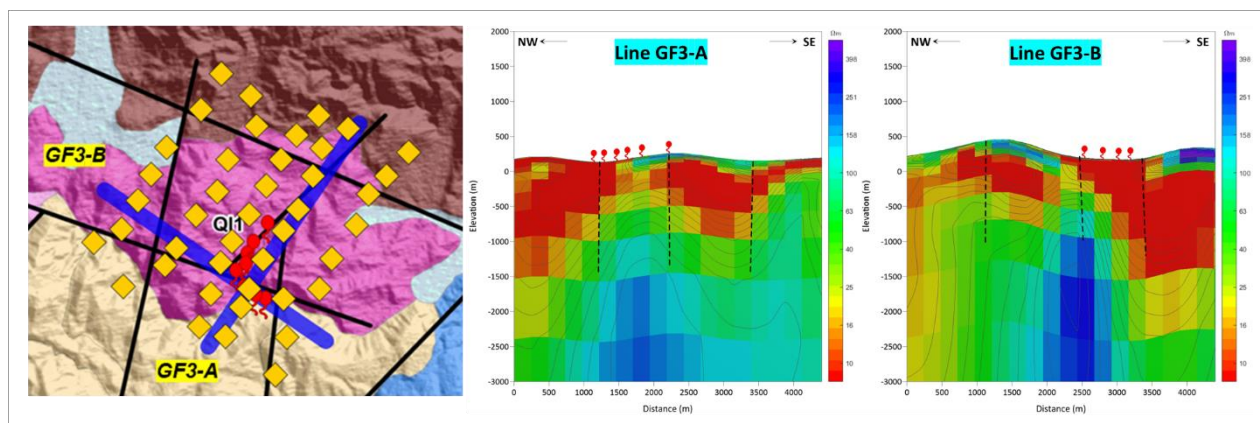 GF3-B
QI1
GF3-A
NW
SE
Line GF3-A
Ωm
2000
1500
1000
500
0
-500
-1000
-1500
-2000
-2500
-3000
Elevation (m)
0 500 1000 1500 2000 2500 3000 3500 4000
Distance (m)
398
251
158
100
63
40
25
16
10
NW
SE
Line GF3-B
Ωm
2000
1500
1000
500
0
-500
-1000
-1500
-2000
-2500
-3000
Elevation (m)
0 500 1000 1500 2000 2500 3000 3500 4000
Distance (m)
398
251
158
100
63
40
25
16
10